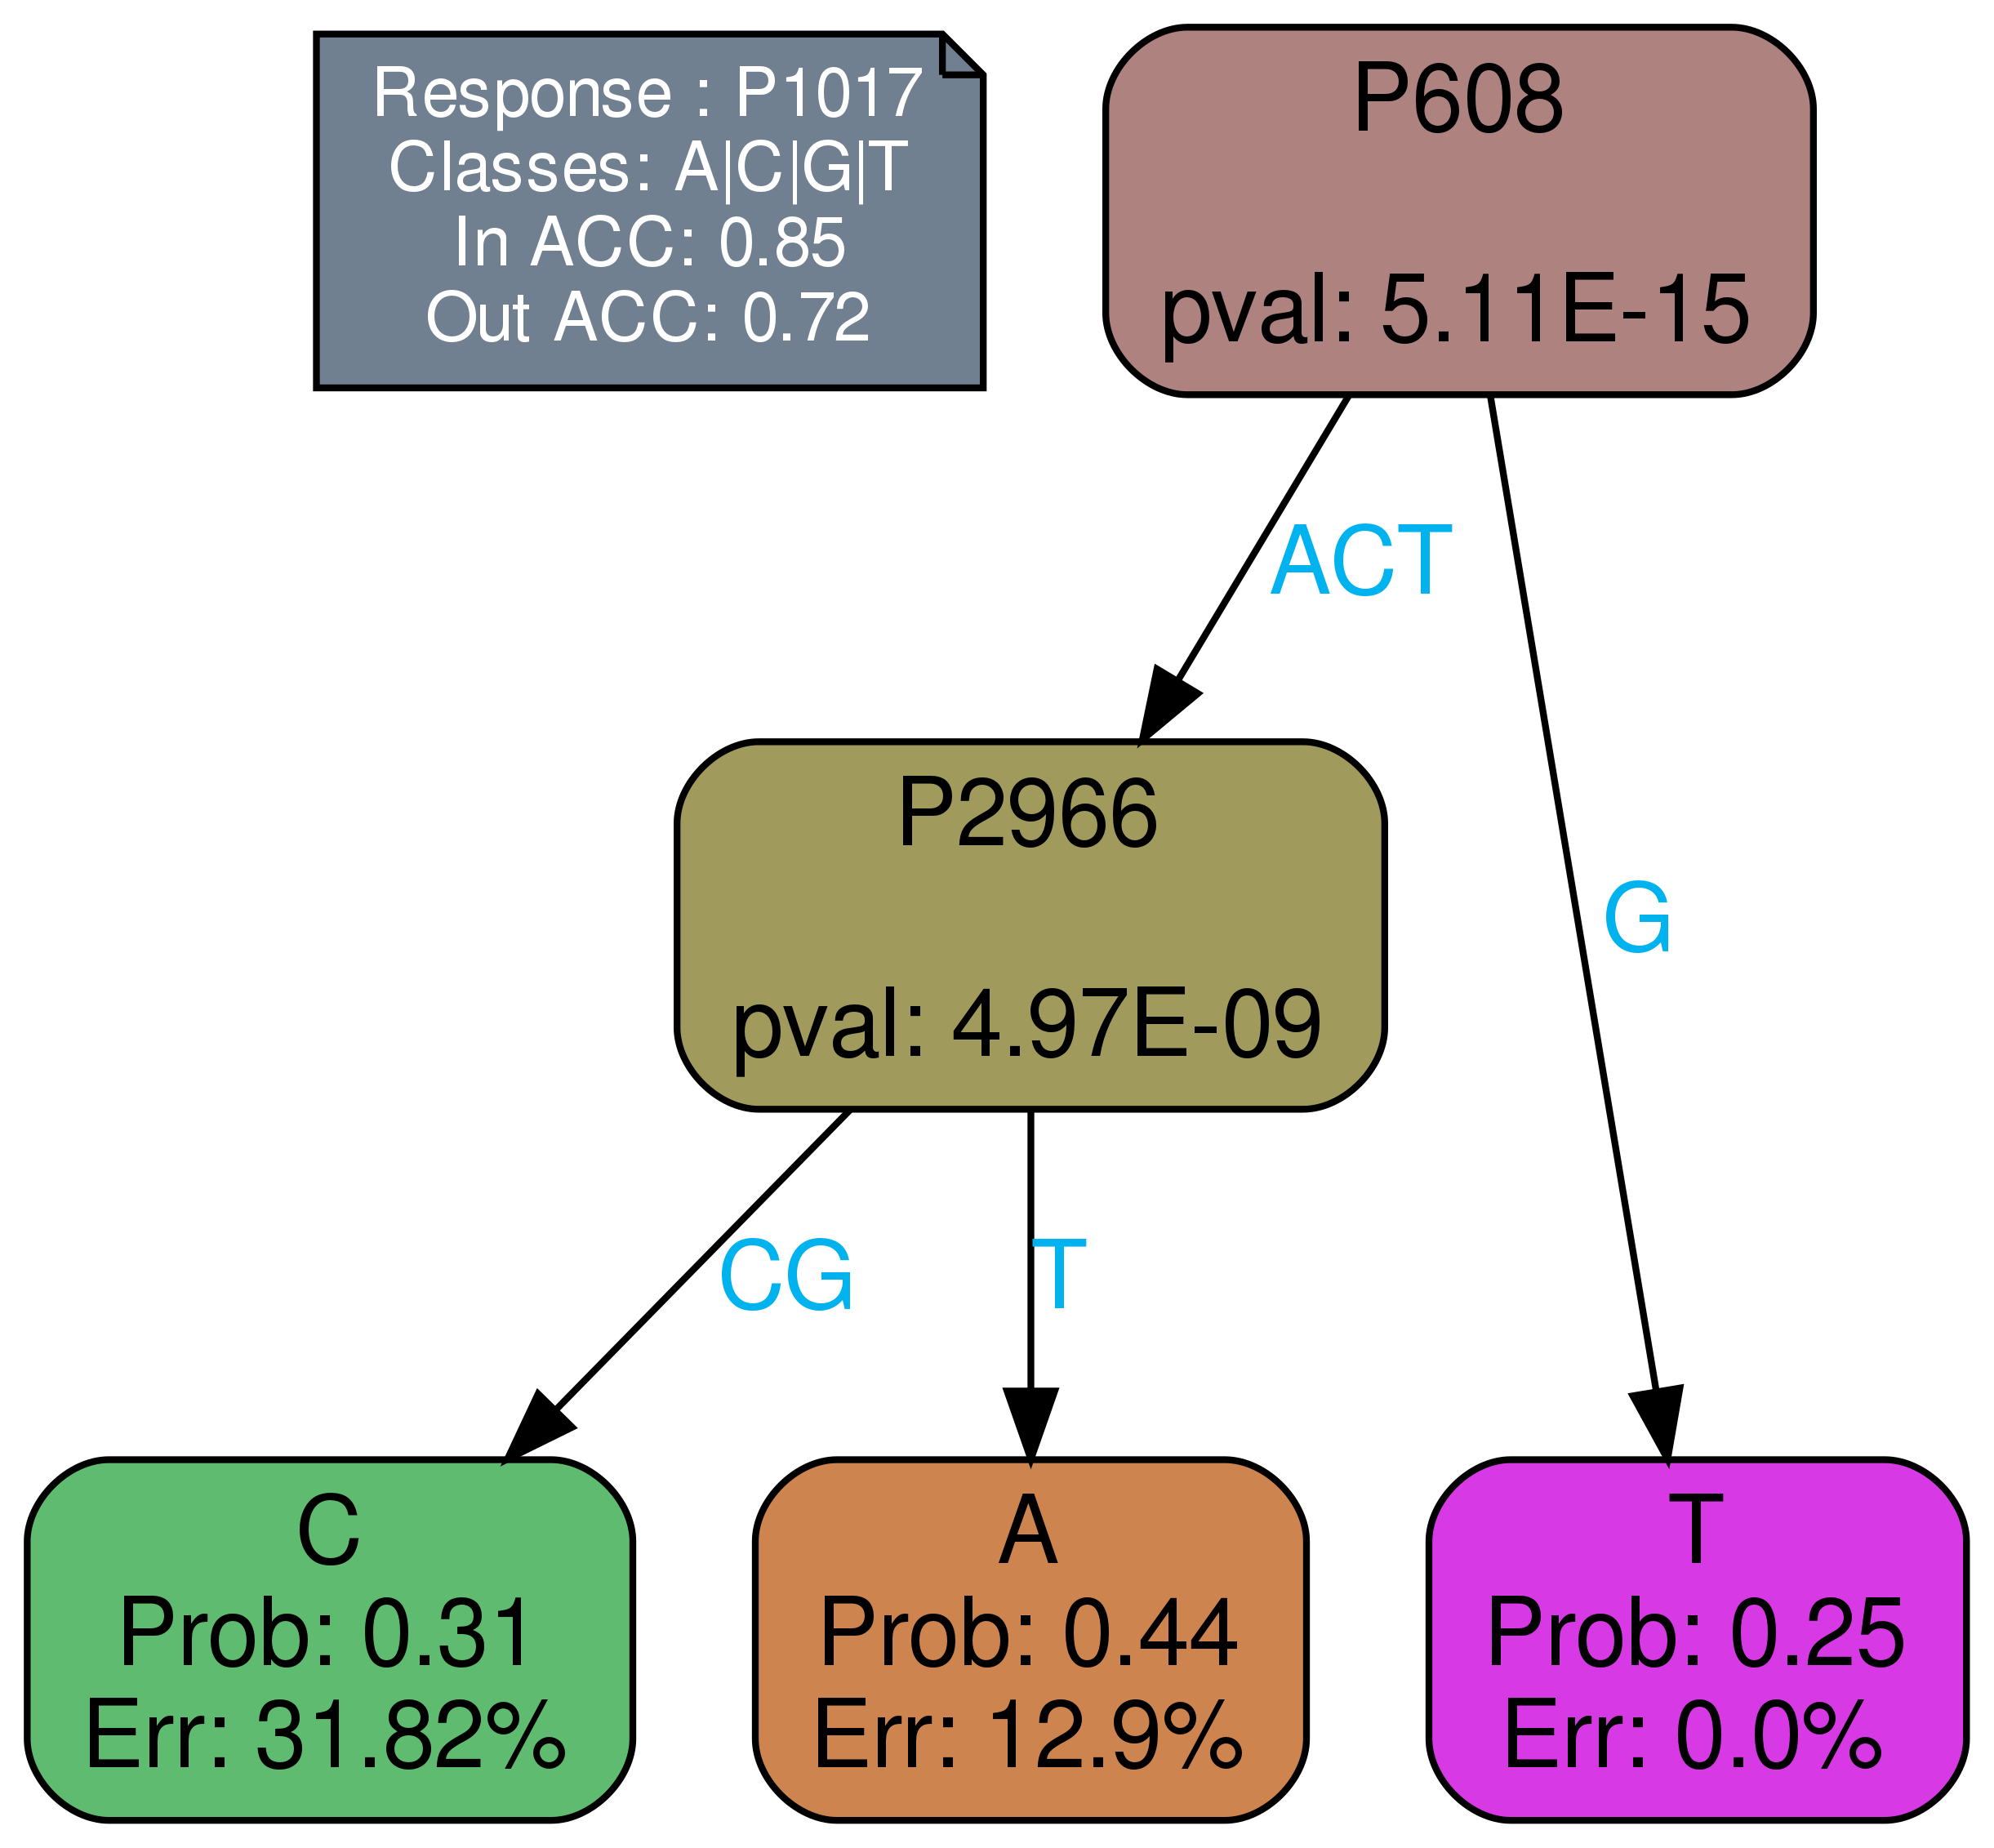 Response : P1017
Classes: A|C|G|T
In ACC: 0.85
Out ACC: 0.72
P608
pval: 5.11E-15
ACT
P2966
pval: 4.97E-09
G
CG
T
C
Prob: 0.31
Err: 31.82%
A
Prob: 0.44
Err: 12.9%
T
Prob: 0.25
Err: 0.0%